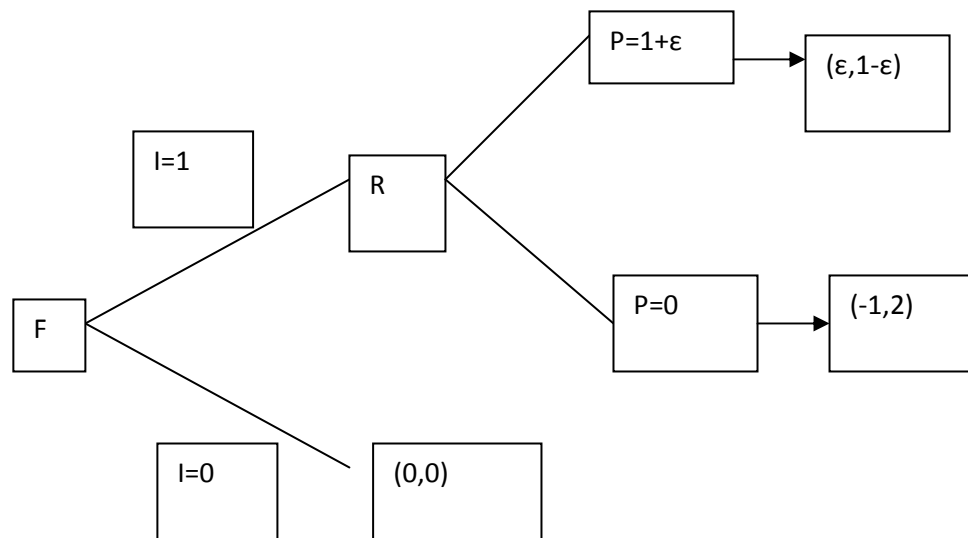 P=1+ε
(ε,1-ε)
I=1
R
F
P=0
(-1,2)
I=0
(0,0)